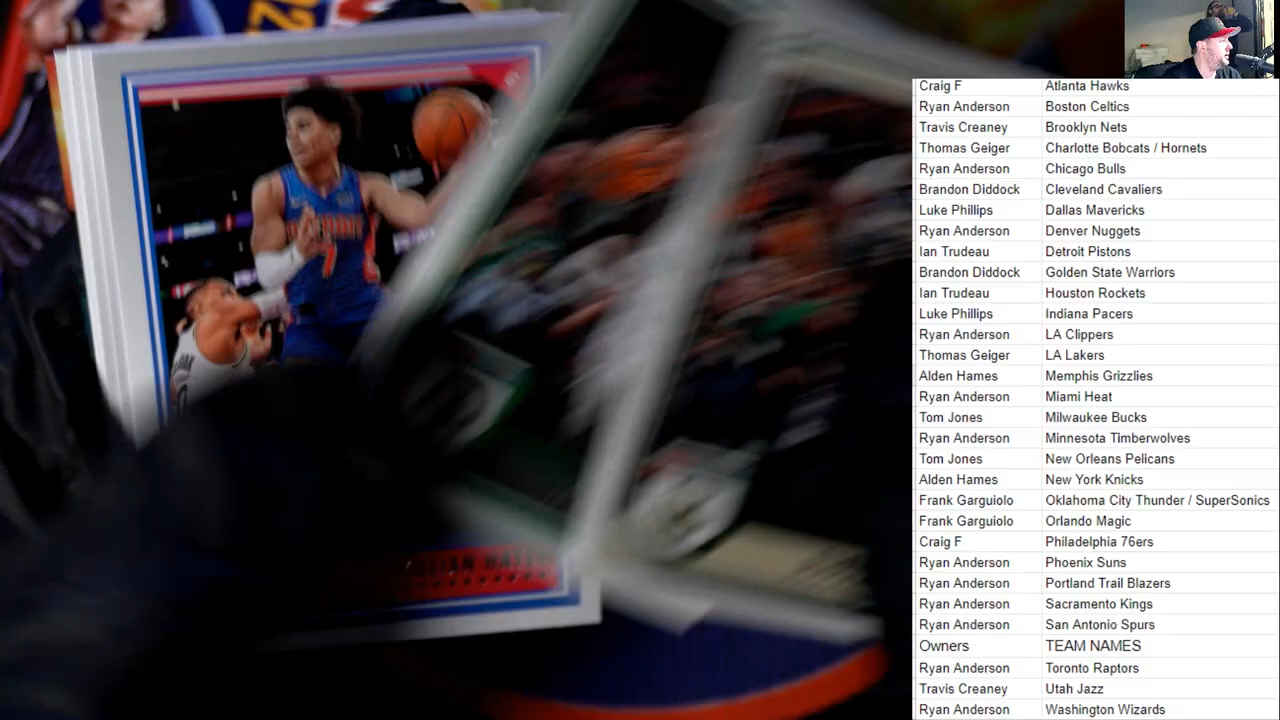 Craig F Atlanta Hawks
Ryan Anderson Boston Celtics
Travis Creaney Brooklyn Nets
Thomas Geiger Charlotte Bobcats / Hornets
Ryan Anderson Chicago Bulls
Brandon Diddock Cleveland Cavaliers
Luke Phillips Dallas Mavericks
Ryan Anderson Denver Nuggets
Ian Trudeau Detroit Pistons
Brandon Diddock Golden State Warriors
Ian Trudeau Houston Rockets
Luke Phillips Indiana Pacers
Ryan Anderson LA Clippers
Thomas Geiger LA Lakers
Alden Hames Memphis Grizzlies
Ryan Anderson Miami Heat
Tom Jones Milwaukee Bucks
Ryan Anderson Minnesota Timberwolves
Tom Jones New Orleans Pelicans
Alden Hames New York Knicks
Frank Garguiolo Oklahoma City Thunder / SuperSonics
Frank Garguiolo Orlando Magic
Craig F Philadelphia 76ers
Ryan Anderson Phoenix Suns
Ryan Anderson Portland Trail Blazers
Ryan Anderson Sacramento Kings
Ryan Anderson San Antonio Spurs
Owners TEAM NAMES
Ryan Anderson Toronto Raptors
Travis Creaney Utah Jazz
Ryan Anderson Washington Wizards